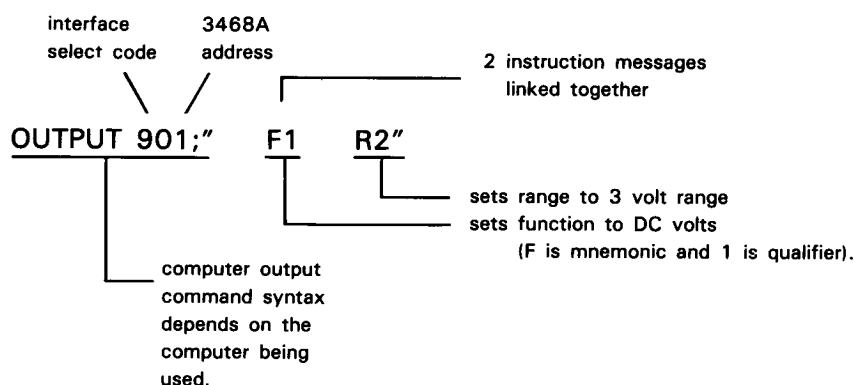 interface
select code
3468A
address
2 instruction messages
linked together
OUTPUT 901;" F1 R2"
sets range to 3 volt range
sets function to DC volts
(F is mnemonic and 1 is qualifier).
computer output
command syntax
depends on the
computer being
used.